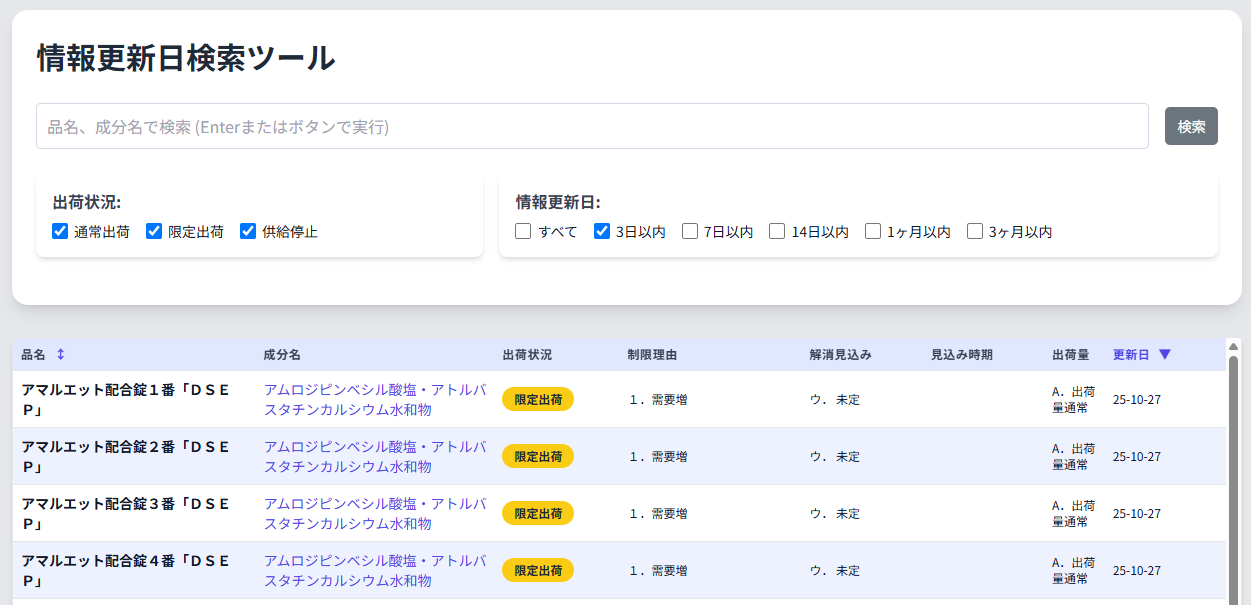 情報更新日検索ツール
品名、成分名で検索 (Enterまたはボタンで実行)
検索
出荷状況:
通常出荷 限定出荷 供給停止
情報更新日:
すべて 3日以内 7日以内 14日以内 1ヶ月以内 3ヶ月以内
品名 ↕ 成分名 出荷状況 制限理由 解消見込み 見込み時期 出荷量 更新日 ▼
アマルエット配合錠１番「ＤＳＥ
Ｐ」
アムロジピンベシル酸塩・アトルバ
スタチンカルシウム水和物
限定出荷
１．需要増
ウ． 未定
Ａ．出荷
量通常
25-10-27
アマルエット配合錠２番「ＤＳＥ
Ｐ」
アムロジピンベシル酸塩・アトルバ
スタチンカルシウム水和物
限定出荷
１．需要増
ウ． 未定
Ａ．出荷
量通常
25-10-27
アマルエット配合錠３番「ＤＳＥ
Ｐ」
アムロジピンベシル酸塩・アトルバ
スタチンカルシウム水和物
限定出荷
１．需要増
ウ． 未定
Ａ．出荷
量通常
25-10-27
アマルエット配合錠４番「ＤＳＥ
Ｐ」
アムロジピンベシル酸塩・アトルバ
スタチンカルシウム水和物
限定出荷
１．需要増
ウ． 未定
Ａ．出荷
量通常
25-10-27